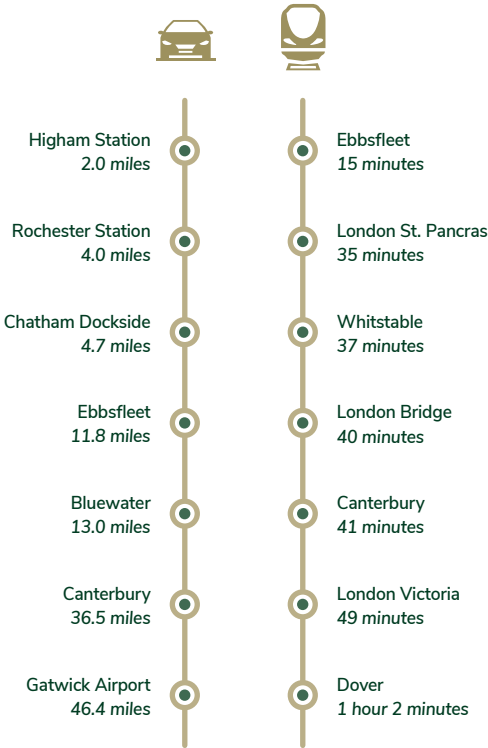 Higham Station
2.0 miles
Rochester Station
4.0 miles
Chatham Dockside
4.7 miles
Ebbsfleet
11.8 miles
Bluewater
13.0 miles
Canterbury
36.5 miles
Gatwick Airport
46.4 miles
Ebbsfleet
15 minutes
London St. Pancras
35 minutes
Whitstable
37 minutes
London Bridge
40 minutes
Canterbury
41 minutes
London Victoria
49 minutes
Dover
1 hour 2 minutes